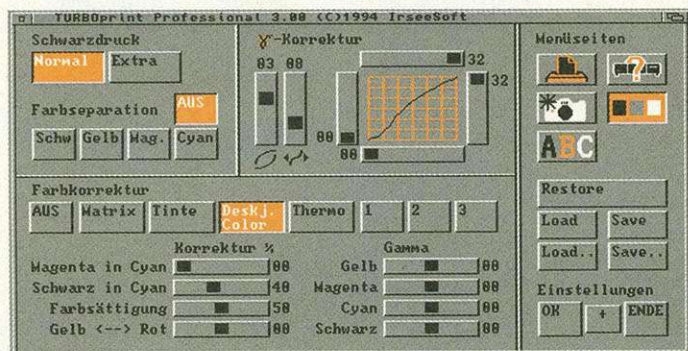 TURBOprint Professional 3.00 (C)1994 IrseeSoft
Schwarzdruck
Normal Extra
Farbseparation AUS
Schw Gelb Mag. Cyan
γ-Korrektur
03 00
32
32
00
00
Menüseiten
?
ABC
Restore
Load Save
Load.. Save..
Einstellungen
OK + ENDE
Farbkorrektur
AUS Matrix Tinte Deskj. Color Thermo 1 2 3
Korrektur %
Magenta in Cyan 00
Schwarz in Cyan 40
Farbsättigung 50
Gelb <--> Rot 00
Gamma
Gelb 00
Magenta 00
Cyan 00
Schwarz 00